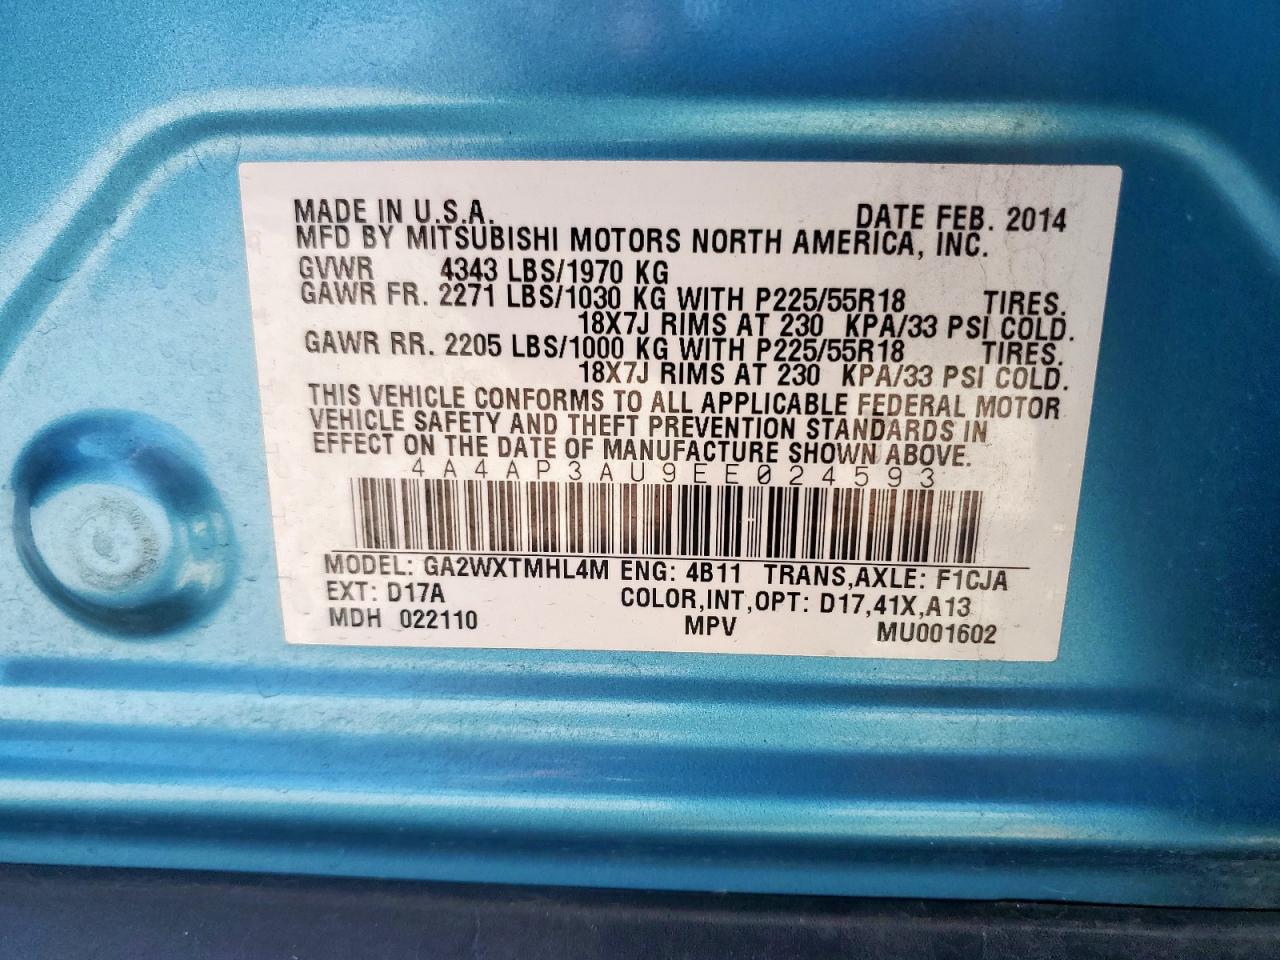 MADE IN U.S.A. DATE FEB. 2014
MFD BY MITSUBISHI MOTORS NORTH AMERICA, INC.
GVWR 4343 LBS/1970 KG
GAWR FR. 2271 LBS/1030 KG WITH P225/55R18 TIRES.
18X7J RIMS AT 230 KPA/33 PSI COLD.
GAWR RR. 2205 LBS/1000 KG WITH P225/55R18 TIRES.
18X7J RIMS AT 230 KPA/33 PSI COLD.
THIS VEHICLE CONFORMS TO ALL APPLICABLE FEDERAL MOTOR
VEHICLE SAFETY AND THEFT PREVENTION STANDARDS IN
EFFECT ON THE DATE OF MANUFACTURE SHOWN ABOVE.
4A4AP3AU9EE024593
MODEL: GA2WXTMHL4M ENG: 4B11 TRANS,AXLE: F1CJA
EXT: D17A COLOR,INT,OPT: D17,41X,A13
MDH 022110 MPV MU001602